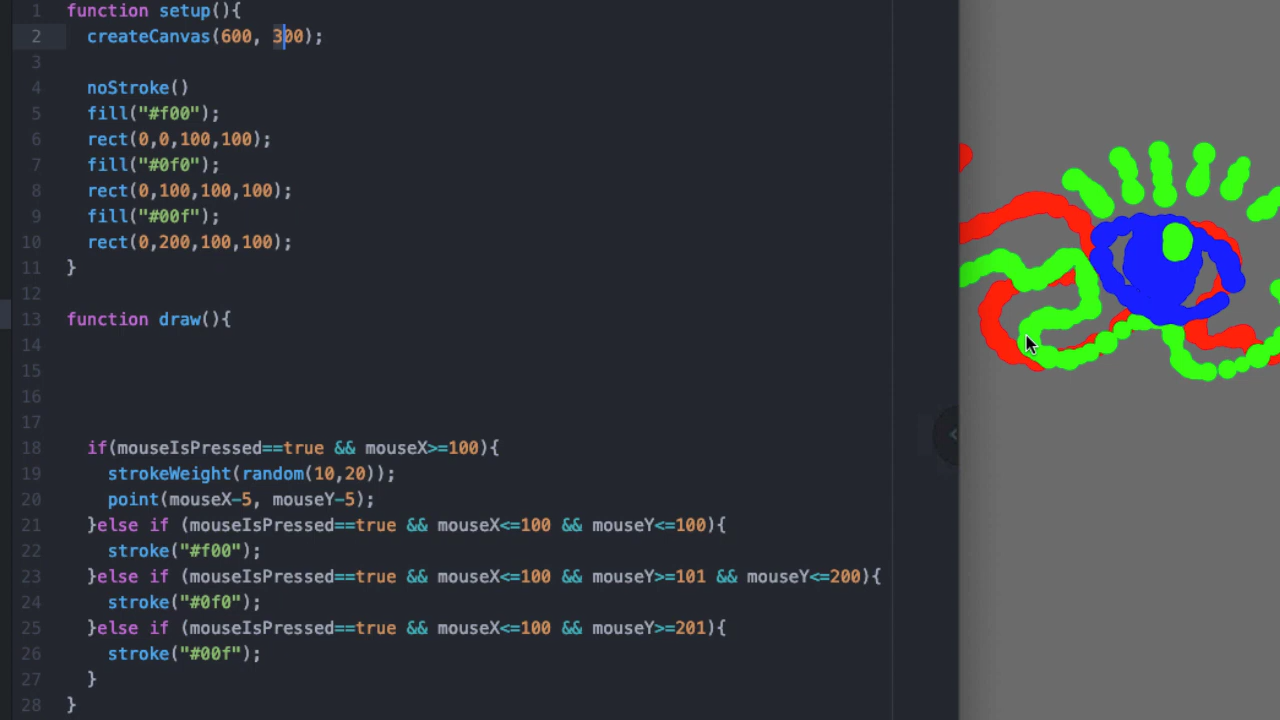 1 function setup(){
2 createCanvas(600, 300);
3
4 noStroke()
5 fill("#f00");
6 rect(0,0,100,100);
7 fill("#0f0");
8 rect(0,100,100,100);
9 fill("#00f");
10 rect(0,200,100,100);
11 }
12
13 function draw(){
14
15
16
17
18 if(mouseIsPressed==true && mouseX>=100){
19 strokeWeight(random(10,20));
20 point(mouseX-5, mouseY-5);
21 }else if (mouseIsPressed==true && mouseX<=100 && mouseY<=100){
22 stroke("#f00");
23 }else if (mouseIsPressed==true && mouseX<=100 && mouseY>=101 && mouseY<=200){
24 stroke("#0f0");
25 }else if (mouseIsPressed==true && mouseX<=100 && mouseY>=201){
26 stroke("#00f");
27 }
28 }